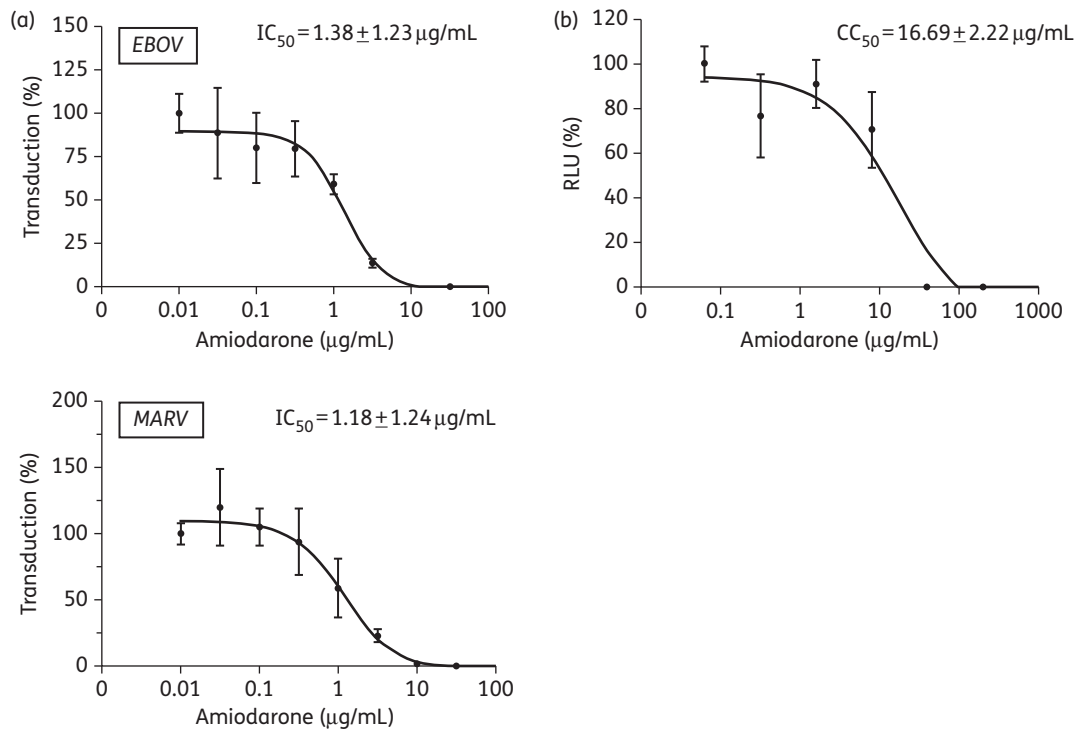 (a)
150
125
100
75
50
25
0
Transduction (%)
EBOV
IC50 = 1.38 ± 1.23 μg/mL
0 0.01 0.1 1 10 100
Amiodarone (μg/mL)
(b)
120
100
80
60
40
20
0
RLU (%)
CC50 = 16.69 ± 2.22 μg/mL
0 0.1 1 10 100 1000
Amiodarone (μg/mL)
200
150
100
50
0
Transduction (%)
MARV
IC50 = 1.18 ± 1.24 μg/mL
0 0.01 0.1 1 10 100
Amiodarone (μg/mL)